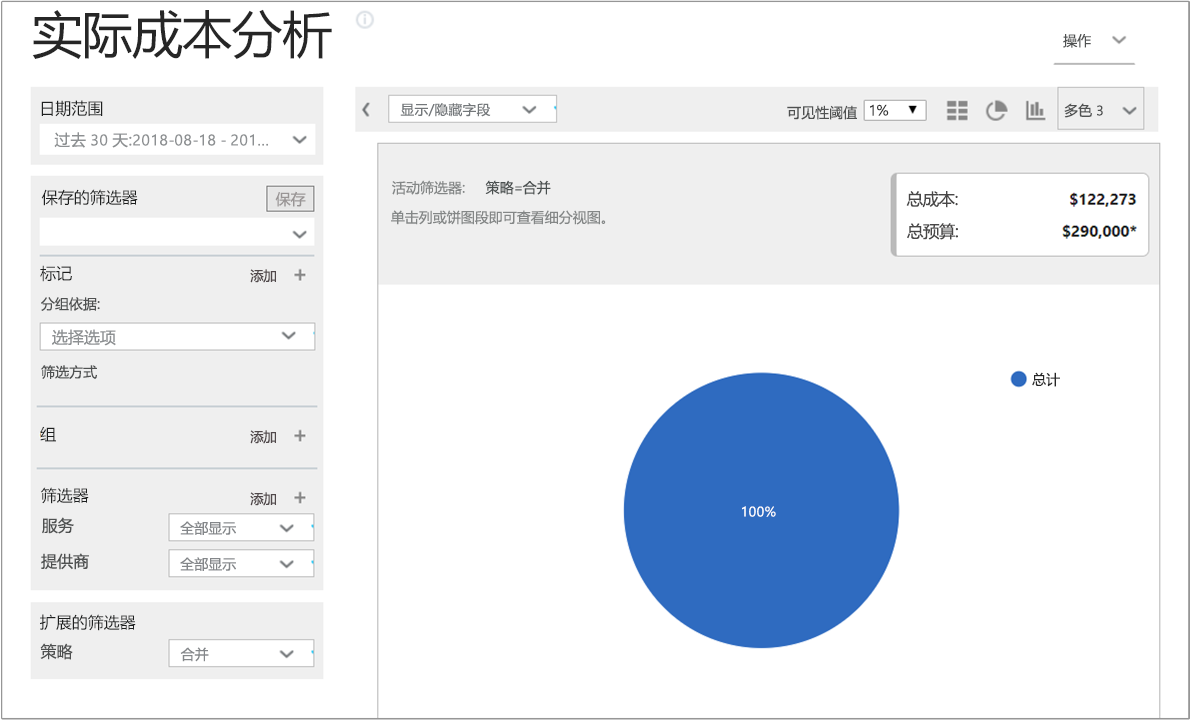 实际成本分析
操作
日期范围
过去 30 天:2018-08-18 - 201...
保存的筛选器
保存
标记
添加
分组依据:
选择选项
筛选方式
组
添加
筛选器
添加
服务
全部显示
提供商
全部显示
扩展的筛选器
策略
合并
显示/隐藏字段
可见性阈值
1%
多色 3
活动筛选器: 策略=合并
单击列或饼图段即可查看细分视图。
总成本: $122,273
总预算: $290,000*
总计
100%